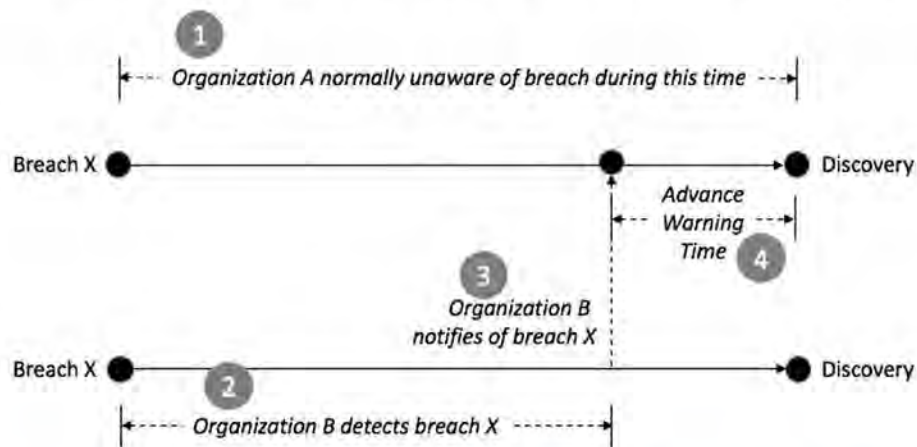 1
Organization A normally unaware of breach during this time
Breach X
Discovery
Advance
Warning
Time
4
3
Organization B
notifies of breach X
Breach X
Discovery
2
Organization B detects breach X